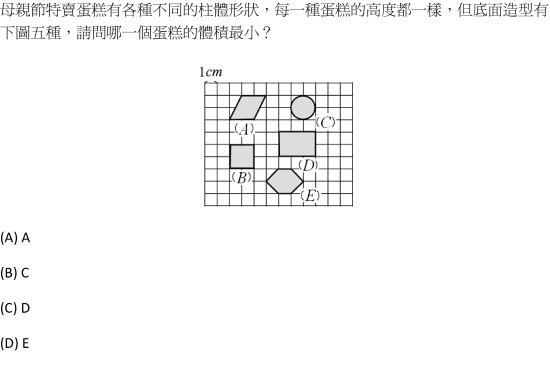 母親節特賣蛋糕有各種不同的柱體形狀，每一種蛋糕的高度都一樣，但底面造型有
下圖五種，請問哪一個蛋糕的體積最小？
1cm
(A)
(C)
(D)
(B)
(E)
(A) A
(B) C
(C) D
(D) E